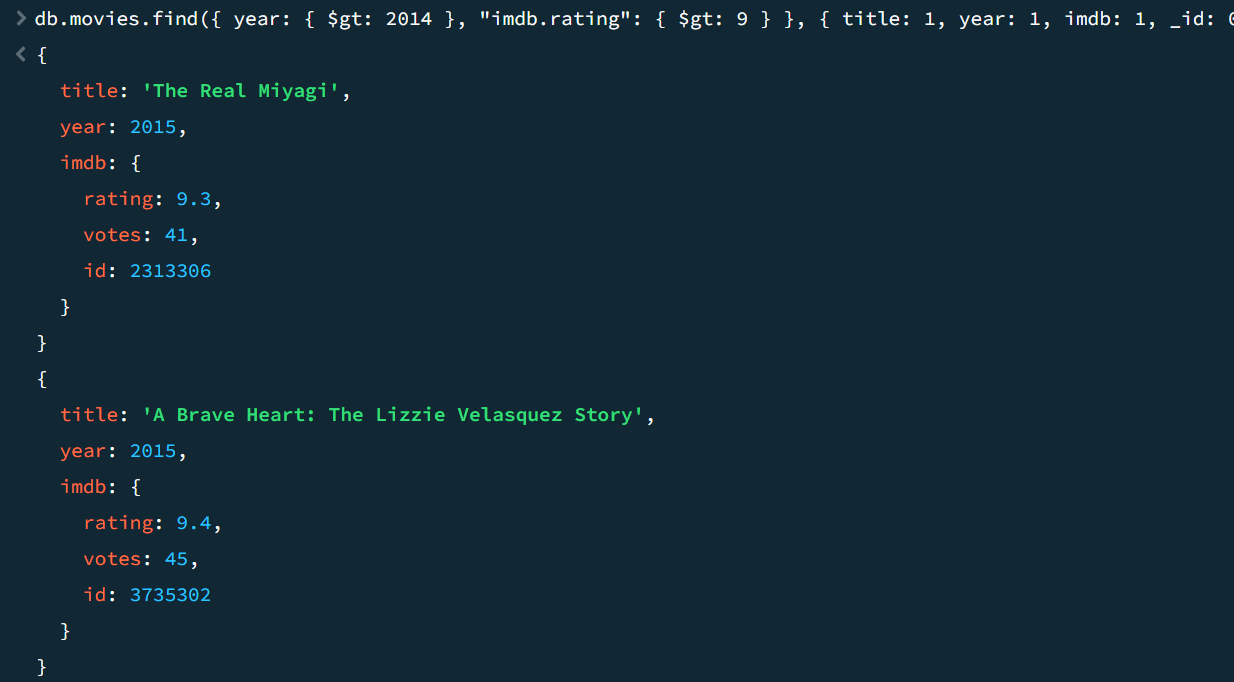 db.movies.find({ year: { $gt: 2014 }, "imdb.rating": { $gt: 9 } }, { title: 1, year: 1, imdb: 1, _id:
{
title: 'The Real Miyagi',
year: 2015,
imdb: {
rating: 9.3,
votes: 41,
id: 2313306
}
}
{
title: 'A Brave Heart: The Lizzie Velasquez Story',
year: 2015,
imdb: {
rating: 9.4,
votes: 45,
id: 3735302
}
}